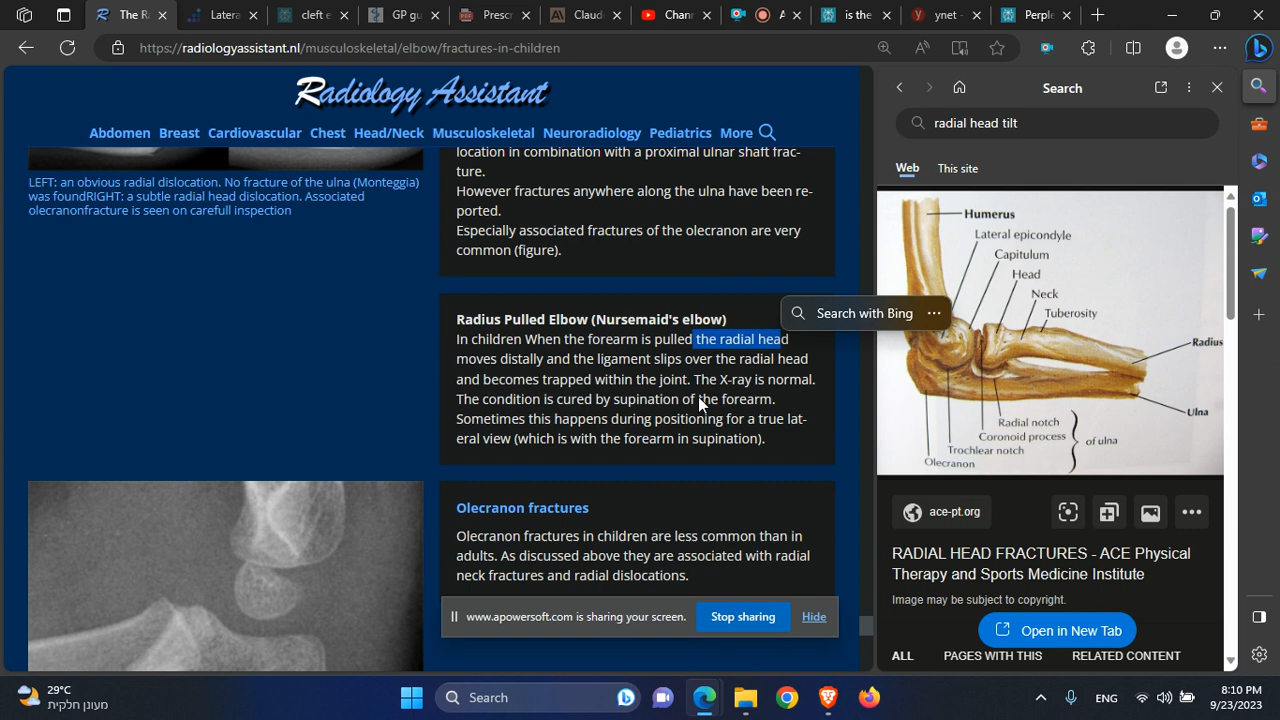 The Ra
Latera
cleft e
GP gu
Prescr
Claud
Chan
A
is the
ynet -
Perple
https://radiologyassistant.nl/musculoskeletal/elbow/fractures-in-children
Radiology Assistant
Abdomen Breast Cardiovascular Chest Head/Neck Musculoskeletal Neuroradiology Pediatrics More
LEFT: an obvious radial dislocation. No fracture of the ulna (Monteggia)
was foundRIGHT: a subtle radial head dislocation. Associated
olecranonfracture is seen on carefull inspection
location in combination with a proximal ulnar shaft frac-
ture.
However fractures anywhere along the ulna have been re-
ported.
Especially associated fractures of the olecranon are very
common (figure).
Radius Pulled Elbow (Nursemaid's elbow)
In children When the forearm is pulled the radial head
moves distally and the ligament slips over the radial head
and becomes trapped within the joint. The X-ray is normal.
The condition is cured by supination of the forearm.
Sometimes this happens during positioning for a true lat-
eral view (which is with the forearm in supination).
Search with Bing
Olecranon fractures
Olecranon fractures in children are less common than in
adults. As discussed above they are associated with radial
neck fractures and radial dislocations.
www.apowersoft.com is sharing your screen.
Stop sharing
Hide
Search
radial head tilt
Web
This site
Humerus
Lateral epicondyle
Capitulum
Head
Neck
Tuberosity
Radius
Ulna
Radial notch
Coronoid process
of ulna
Trochlear notch
Olecranon
ace-pt.org
RADIAL HEAD FRACTURES - ACE Physical
Therapy and Sports Medicine Institute
Image may be subject to copyright.
Open in New Tab
ALL PAGES WITH THIS RELATED CONTENT
29°C
מעונן חלקית
Search
ENG
8:10 PM
9/23/2023